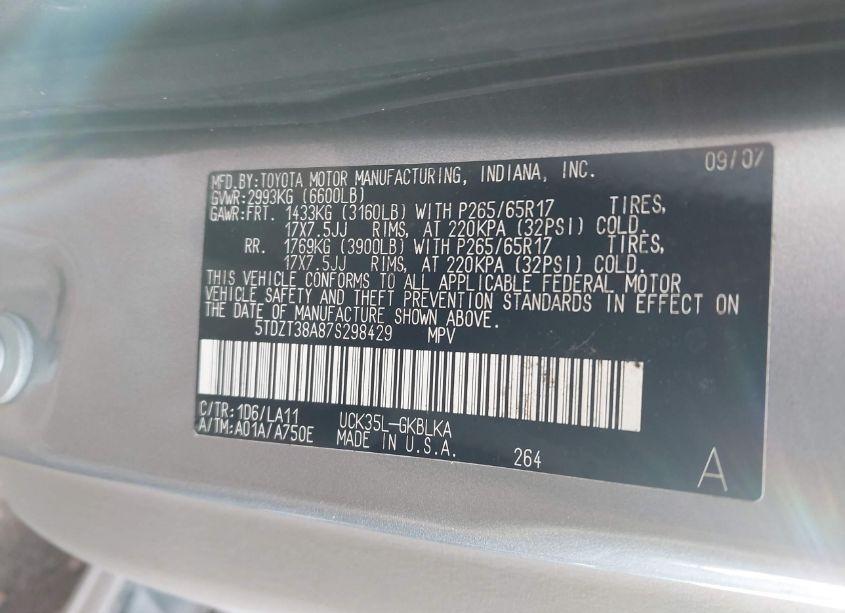 MFD.BY:TOYOTA MOTOR MANUFACTURING, INDIANA, INC. 09/07
GVWR:2993KG (6600LB)
GAWR:FRT. 1433KG (3160LB) WITH P265/65R17 TIRES,
17X7.5JJ RIMS, AT 220KPA (32PSI) COLD.
RR. 1769KG (3900LB) WITH P265/65R17 TIRES,
17X7.5JJ RIMS, AT 220KPA (32PSI) COLD.
THIS VEHICLE CONFORMS TO ALL APPLICABLE FEDERAL MOTOR
VEHICLE SAFETY AND THEFT PREVENTION STANDARDS IN EFFECT ON
THE DATE OF MANUFACTURE SHOWN ABOVE.
5TDZT38A87S298429 MPV
C/TR:1D6/LA11 UCK35L-GKBLKA
A/TM:A01A/A750E MADE IN U.S.A. 264 A